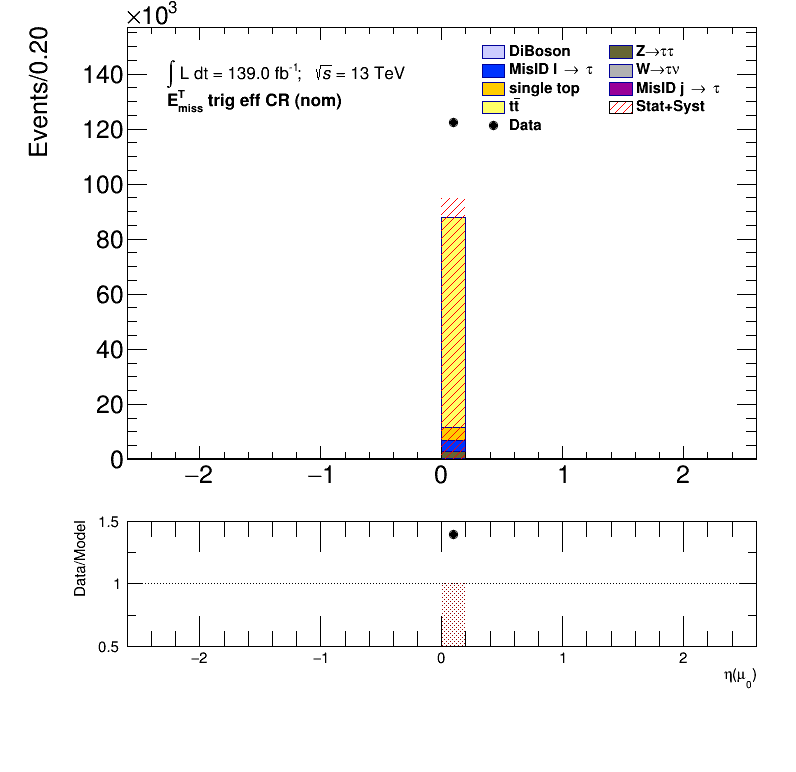 ×10³
Events/0.20
140
120
100
80
60
40
20
0
∫ L dt = 139.0 fb⁻¹; √s = 13 TeV
E^T_miss trig eff CR (nom)
DiBoson
Z→ττ
MisID l → τ
W→τν
single top
MisID j → τ
tt̄
Stat+Syst
Data
−2 −1 0 1 2
Data/Model
1.5
1
0.5
−2 −1 0 1 2
η(μ₀)